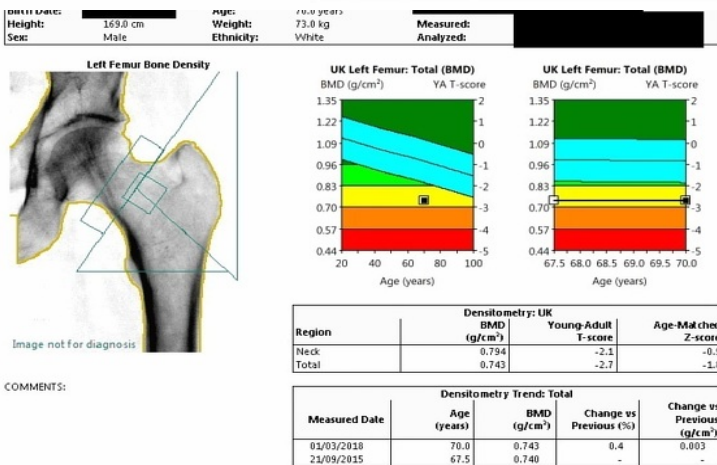 Birth Date: Age: 70.0 years
Height: 169.0 cm Weight: 73.0 kg Measured:
Sex: Male Ethnicity: White Analyzed:
Left Femur Bone Density
Image not for diagnosis
COMMENTS:
UK Left Femur: Total (BMD)
BMD (g/cm²) YA T-score
1.35 2
1.22 1
1.09 0
0.96 -1
0.83 -2
0.70 -3
0.57 -4
0.44 -5
20 40 60 80 100
Age (years)
UK Left Femur: Total (BMD)
BMD (g/cm²) YA T-score
1.35 2
1.22 1
1.09 0
0.96 -1
0.83 -2
0.70 -3
0.57 -4
0.44 -5
67.5 68.0 68.5 69.0 69.5 70.0
Age (years)
Densitometry: UK
Region BMD (g/cm²) Young-Adult T-score Age-Matched Z-score
Neck 0.794 -2.1
Total 0.743 -2.7
Densitometry Trend: Total
Measured Date Age (years) BMD (g/cm²) Change vs Previous (%) Change vs Previous (g/cm²)
01/03/2018 70.0 0.743 0.4 0.003
21/09/2015 67.5 0.740 - -